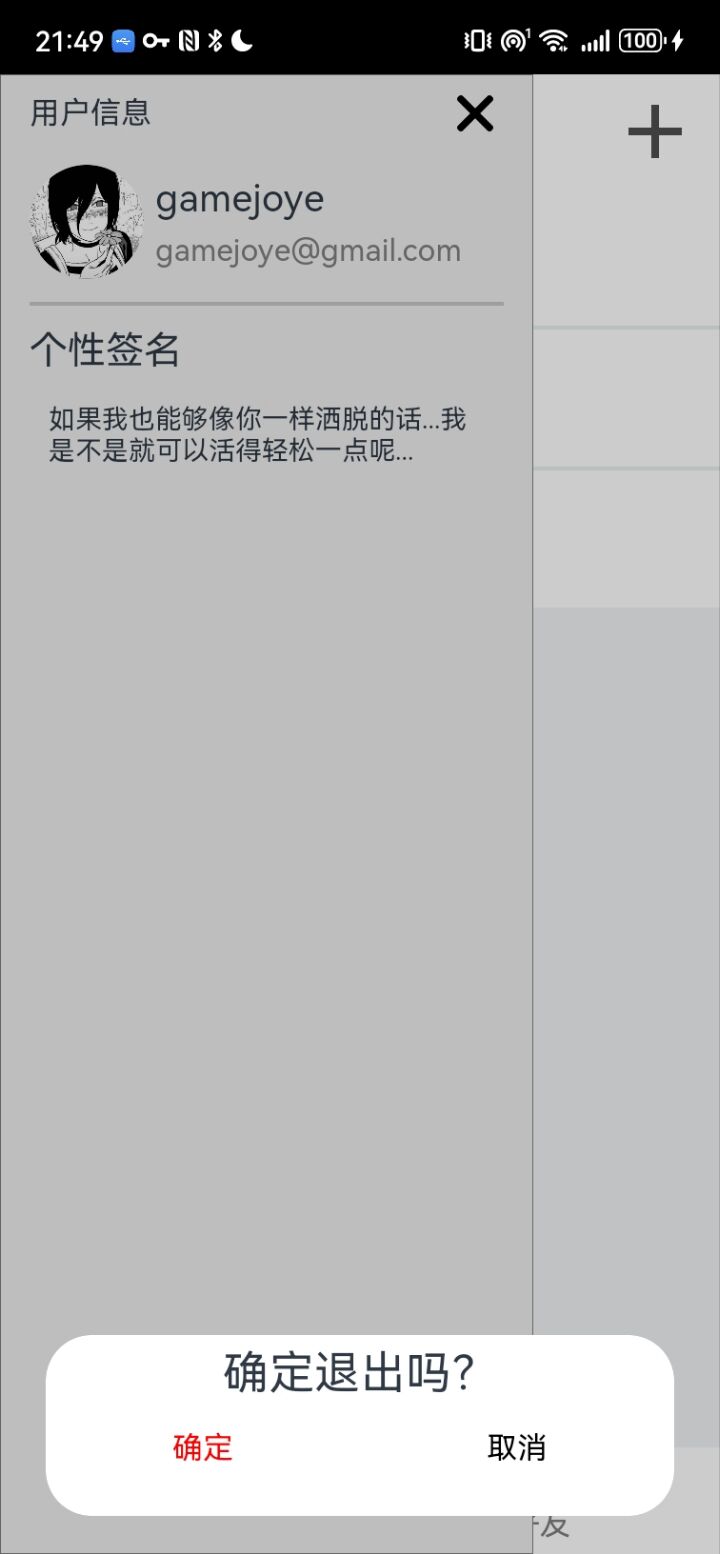 21:49
100
用户信息
gamejoye
gamejoye@gmail.com
个性签名
如果我也能够像你一样洒脱的话...我
是不是就可以活得轻松一点呢...
确定退出吗？
确定
取消
友